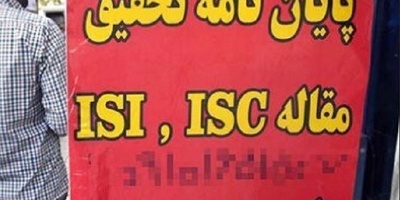 پایان نامه تحقیق
مقاله ISI , ISC